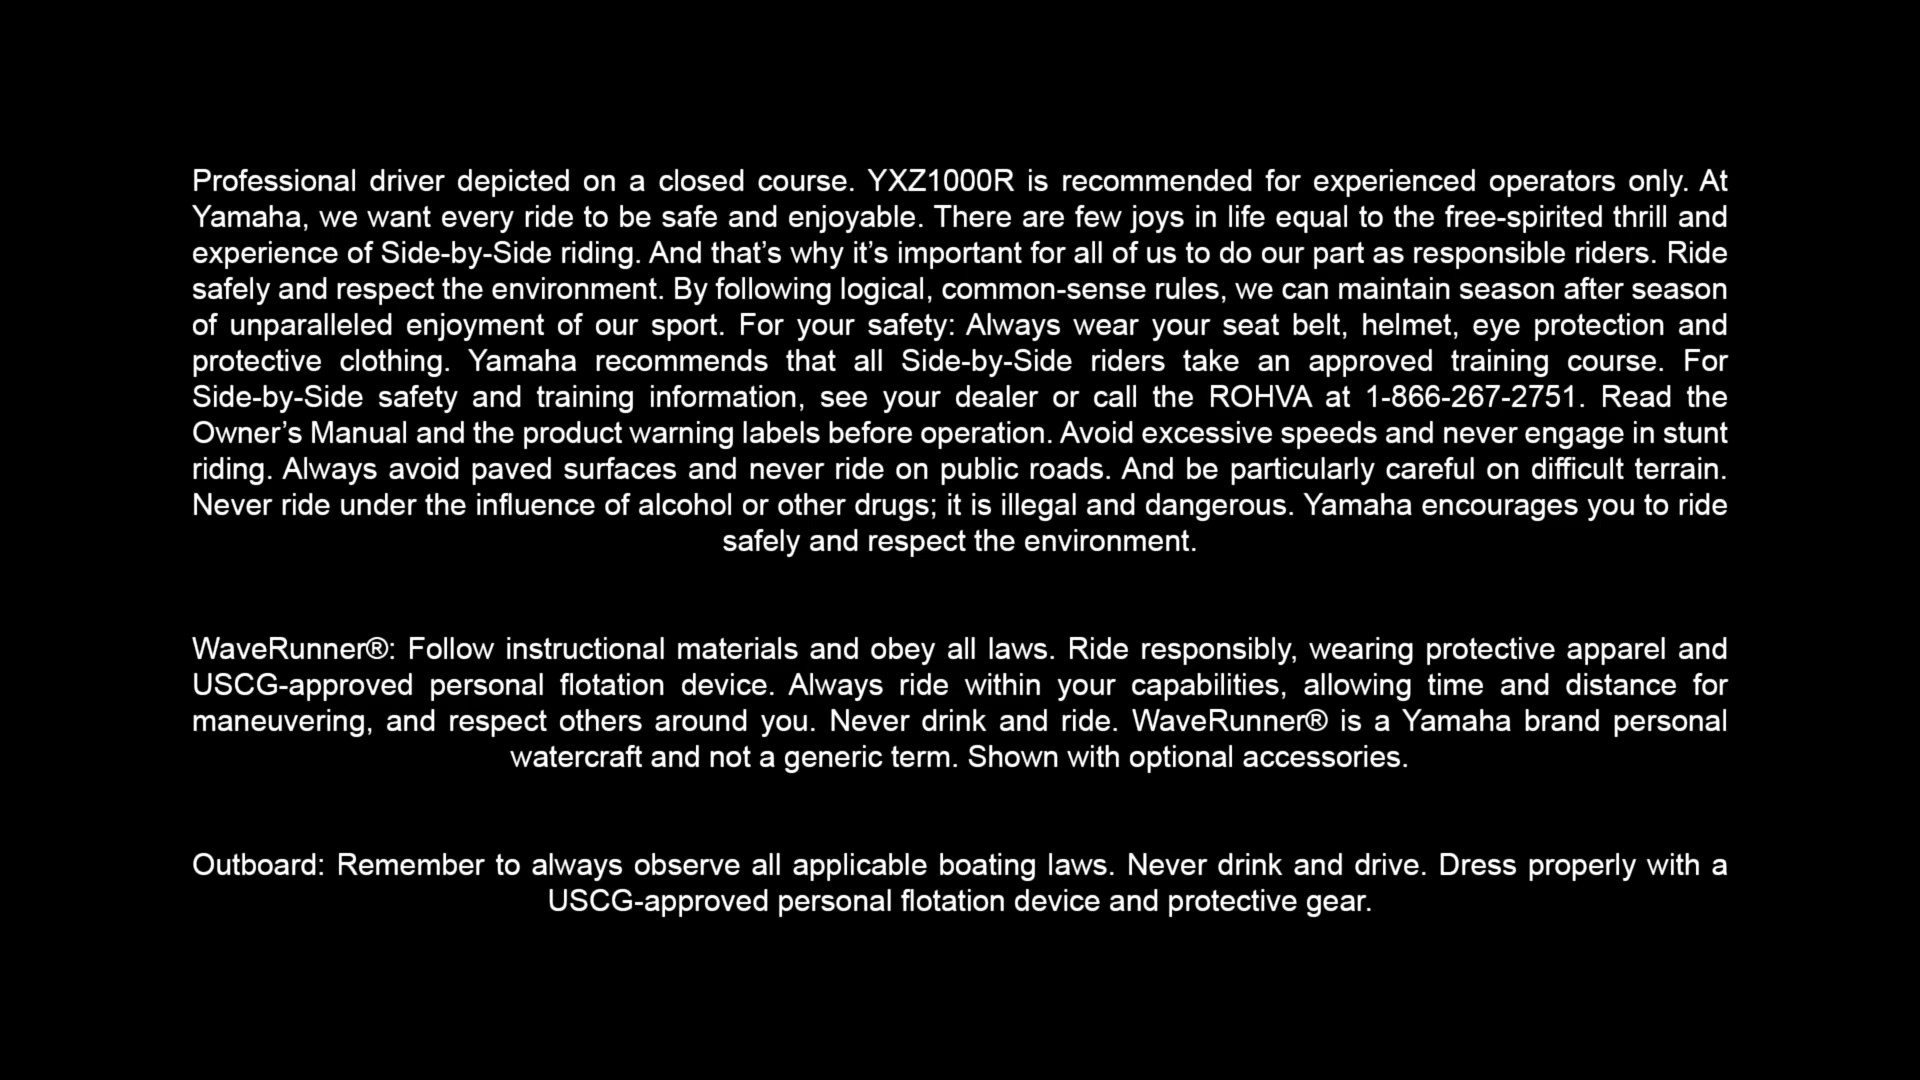 Professional driver depicted on a closed course. YXZ1000R is recommended for experienced operators only. At
Yamaha, we want every ride to be safe and enjoyable. There are few joys in life equal to the free-spirited thrill and
experience of Side-by-Side riding. And that’s why it’s important for all of us to do our part as responsible riders. Ride
safely and respect the environment. By following logical, common-sense rules, we can maintain season after season
of unparalleled enjoyment of our sport. For your safety: Always wear your seat belt, helmet, eye protection and
protective clothing. Yamaha recommends that all Side-by-Side riders take an approved training course. For
Side-by-Side safety and training information, see your dealer or call the ROHVA at 1-866-267-2751. Read the
Owner’s Manual and the product warning labels before operation. Avoid excessive speeds and never engage in stunt
riding. Always avoid paved surfaces and never ride on public roads. And be particularly careful on difficult terrain.
Never ride under the influence of alcohol or other drugs; it is illegal and dangerous. Yamaha encourages you to ride
safely and respect the environment.
WaveRunner®: Follow instructional materials and obey all laws. Ride responsibly, wearing protective apparel and
USCG-approved personal flotation device. Always ride within your capabilities, allowing time and distance for
maneuvering, and respect others around you. Never drink and ride. WaveRunner® is a Yamaha brand personal
watercraft and not a generic term. Shown with optional accessories.
Outboard: Remember to always observe all applicable boating laws. Never drink and drive. Dress properly with a
USCG-approved personal flotation device and protective gear.